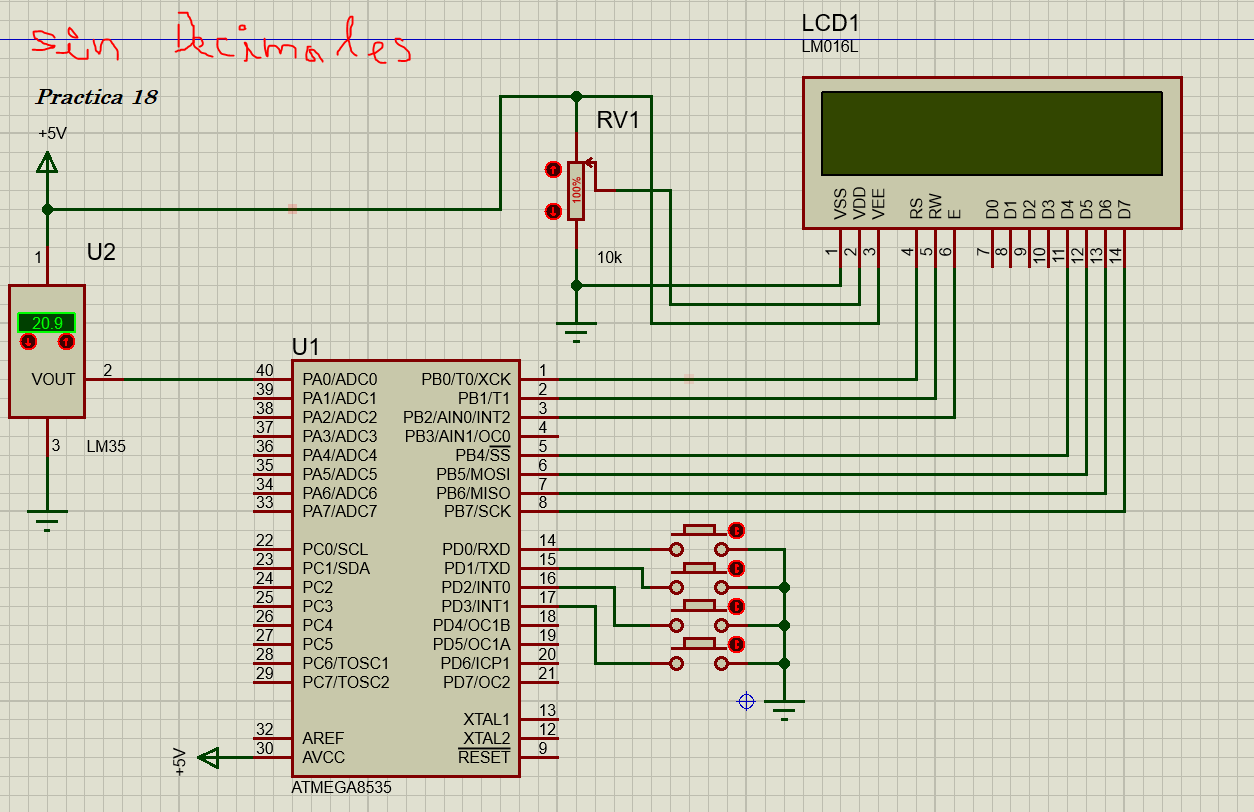 Sin Decimales
LCD1
LM016L
Practica 18
+5V
RV1
100%
10k
VSS VDD VEE RS RW E D0 D1 D2 D3 D4 D5 D6 D7
1 2 3 4 5 6 7 8 9 10 11 12 13 14
1
U2
20.9
VOUT
2
3
LM35
U1
40 PA0/ADC0 PB0/T0/XCK 1
39 PA1/ADC1 PB1/T1 2
38 PA2/ADC2 PB2/AIN0/INT2 3
37 PA3/ADC3 PB3/AIN1/OC0 4
36 PA4/ADC4 PB4/SS 5
35 PA5/ADC5 PB5/MOSI 6
34 PA6/ADC6 PB6/MISO 7
33 PA7/ADC7 PB7/SCK 8
22 PC0/SCL PD0/RXD 14
23 PC1/SDA PD1/TXD 15
24 PC2 PD2/INT0 16
25 PC3 PD3/INT1 17
26 PC4 PD4/OC1B 18
27 PC5 PD5/OC1A 19
28 PC6/TOSC1 PD6/ICP1 20
29 PC7/TOSC2 PD7/OC2 21
XTAL1 13
32 AREF XTAL2 12
+5V
30 AVCC RESET 9
ATMEGA8535